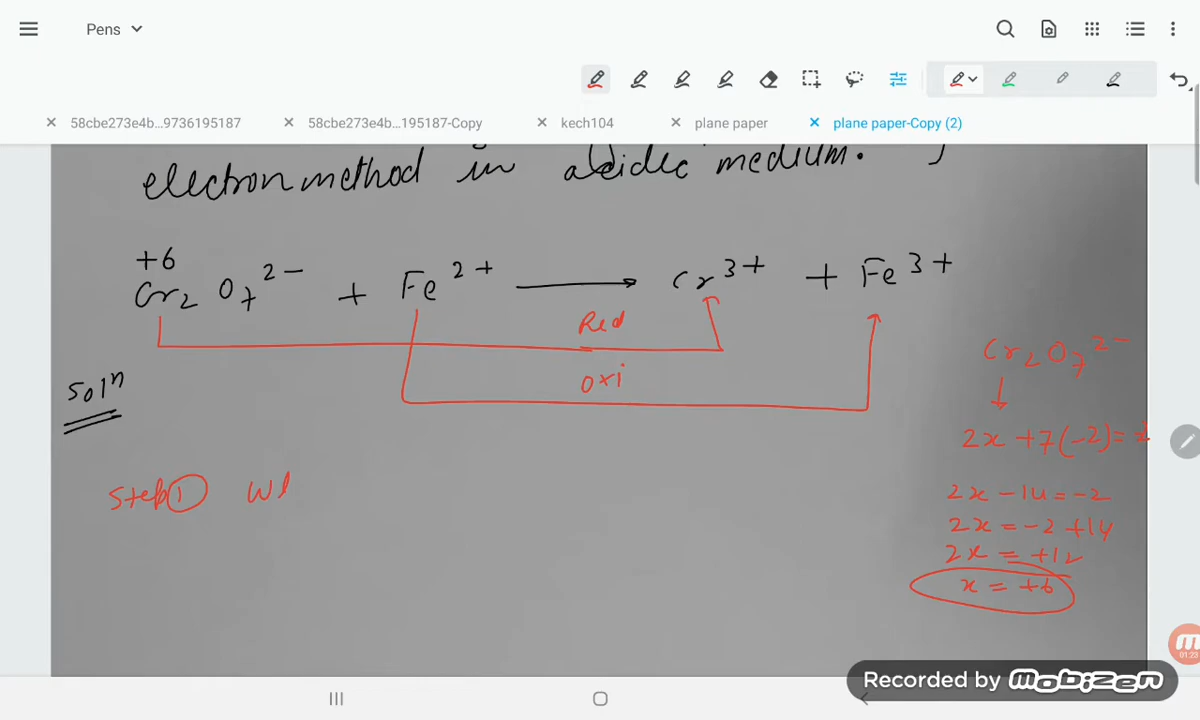 Pens
58cbe273e4b...9736195187
58cbe273e4b...195187-Copy
kech104
plane paper
plane paper-Copy (2)
electron method in acidic medium.
+6
Cr2O7 2- + Fe 2+ → Cr 3+ + Fe 3+
Red
oxi
Soln
Cr2O7 2-
↓
2x + 7(-2) =
2x - 14 = -2
2x = -2 + 14
2x = +12
x = +6
Step 1
01:23
Recorded by mobizen